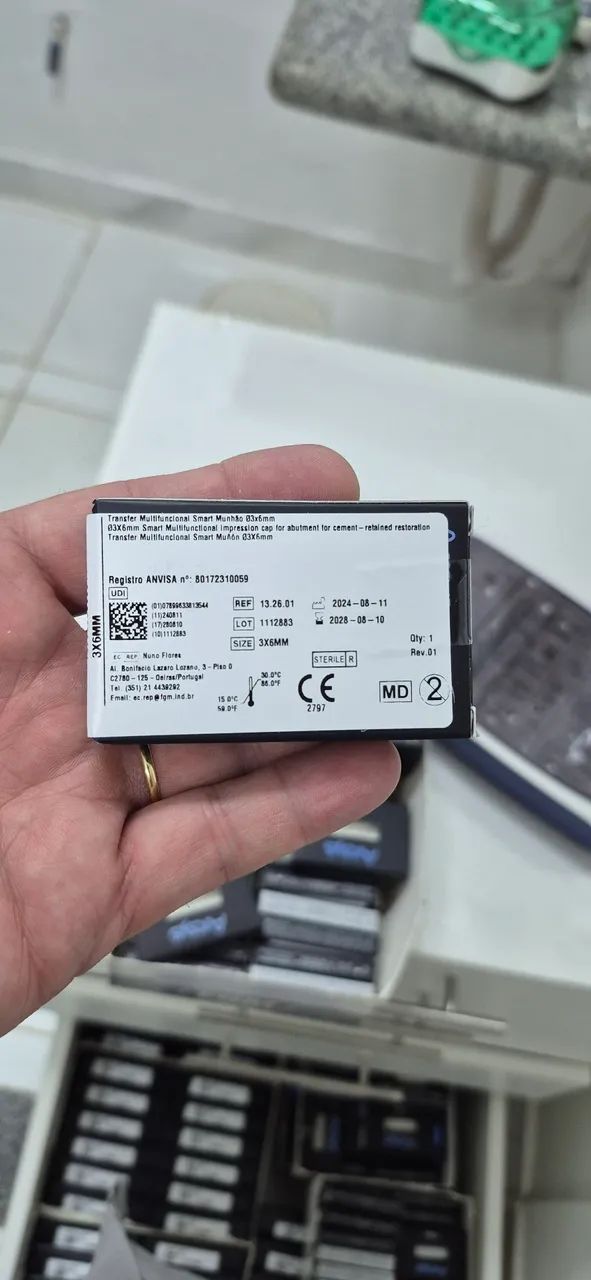 Transfer Multifuncional Smart Munhão Ø3x6mm
Ø3X6mm Smart Multifunctional impression cap for abutment for cement-retained restoration
Transfer Multifuncional Smart Muñón Ø3X6mm
Registro ANVISA nº: 80172310059
UDI
(01)07899633813544
(11)240811
(17)280810
(10)1112883
REF 13.26.01
2024-08-11
LOT 1112883
2028-08-10
SIZE 3X6MM
Qty: 1
Rev.01
3X6MM
EC REP Nuno Flores
Al. Bonifacio Lazaro Lozano, 3 - Piso 0
C2780 - 125 - Oeiras/Portugal
Tel. (351) 21 4439292
Email: ec.rep@fgm.ind.br
STERILE R
15.0°C
59.0°F
30.0°C
86.0°F
CE
2797
MD
2